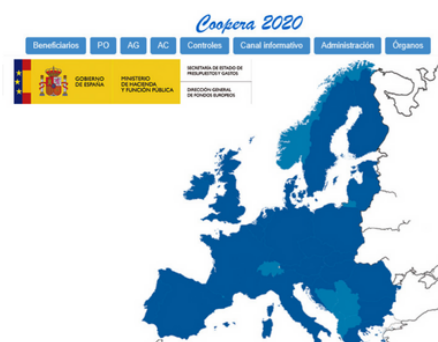 Coopera 2020
Beneficiarios PO AG AC Controles Canal informativo Administración Órganos
GOBIERNO
DE ESPAÑA
MINISTERIO
DE HACIENDA
Y FUNCIÓN PÚBLICA
SECRETARÍA DE ESTADO DE
PRESUPUESTOS Y GASTOS
DIRECCIÓN GENERAL
DE FONDOS EUROPEOS